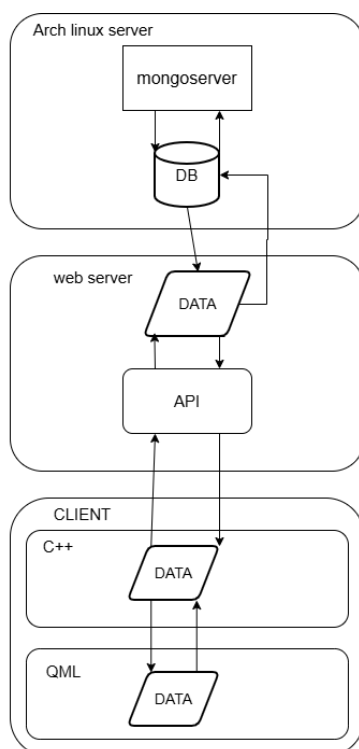 Arch linux server
mongoserver
DB
web server
DATA
API
CLIENT
C++
DATA
QML
DATA